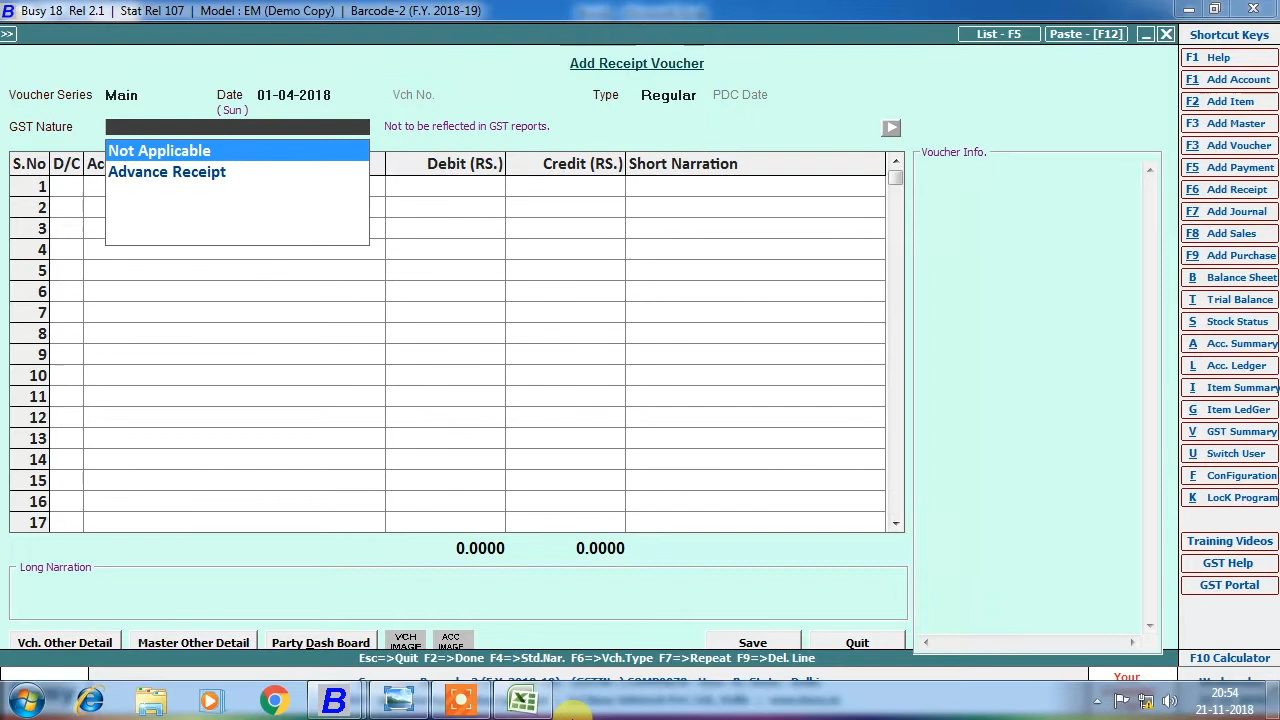 Busy 18 Rel 2.1 | Stat Rel 107 | Model : EM (Demo Copy) | Barcode-2 (F.Y. 2018-19)
>> List - F5 Paste - [F12]
Add Receipt Voucher
Voucher Series Main Date 01-04-2018 Vch No. Type Regular PDC Date
( Sun )
GST Nature Not to be reflected in GST reports.
Not Applicable
Advance Receipt
S.No D/C Ac Debit (RS.) Credit (RS.) Short Narration
1
2
3
4
5
6
7
8
9
10
11
12
13
14
15
16
17
0.0000 0.0000
Long Narration
Voucher Info.
Vch. Other Detail Master Other Detail Party Dash Board VCH IMAGE ACC IMAGE Save Quit
Esc=>Quit F2=>Done F4=>Std.Nar. F6=>Vch.Type F7=>Repeat F9=>Del. Line
Shortcut Keys
F1 Help
F1 Add Account
F2 Add Item
F3 Add Master
F3 Add Voucher
F5 Add Payment
F6 Add Receipt
F7 Add Journal
F8 Add Sales
F9 Add Purchase
B Balance Sheet
T Trial Balance
S Stock Status
A Acc. Summary
L Acc. Ledger
I Item Summary
G Item LedGer
V GST Summary
U Switch User
F ConFiguration
K LocK Program
Training Videos
GST Help
GST Portal
F10 Calculator
Your
20:54
21-11-2018